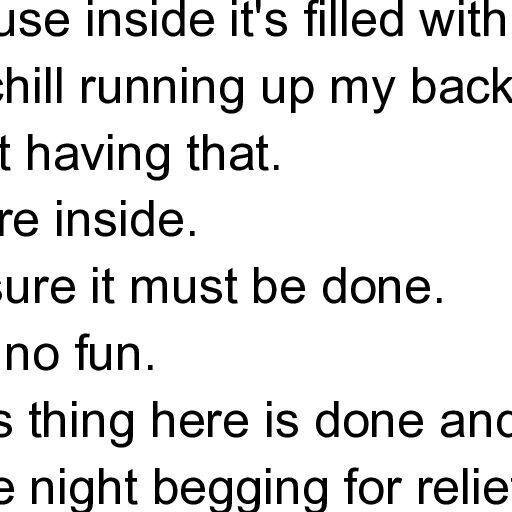 use inside it's filled with
chill running up my back
t having that.
re inside.
sure it must be done.
no fun.
s thing here is done and
e night begging for relief